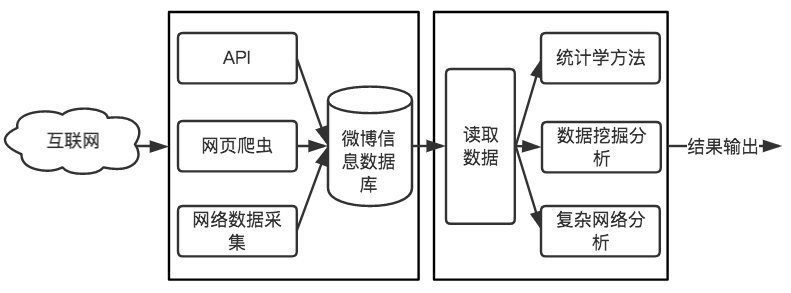 互联网
API
网页爬虫
网络数据采
集
微博信
息数据
库
读取
数据
统计学方法
数据挖掘分
析
复杂网络分
析
结果输出